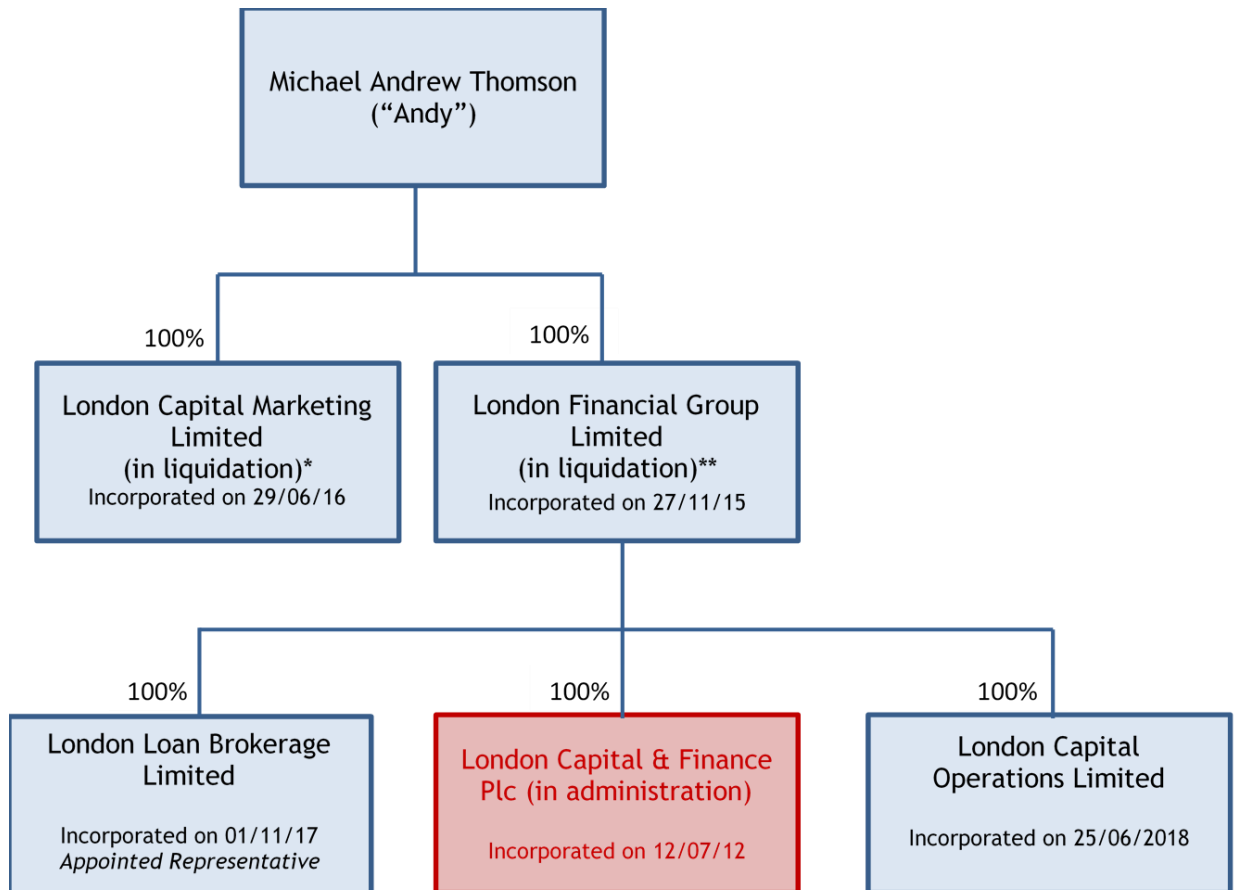 Michael Andrew Thomson
(“Andy”)
100%
100%
London Capital Marketing
Limited
(in liquidation)*
Incorporated on 29/06/16
London Financial Group
Limited
(in liquidation)**
Incorporated on 27/11/15
100%
100%
100%
London Loan Brokerage
Limited
Incorporated on 01/11/17
Appointed Representative
London Capital & Finance
Plc (in administration)
Incorporated on 12/07/12
London Capital
Operations Limited
Incorporated on 25/06/2018